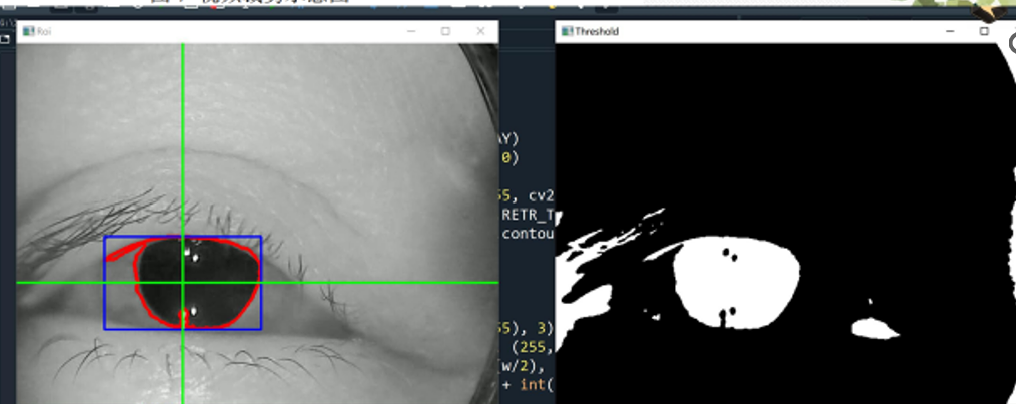 Roi
Threshold
AY)
0)
55, cv2
RETR_T
contou
55), 3)
(255,
w/2),
+ int(